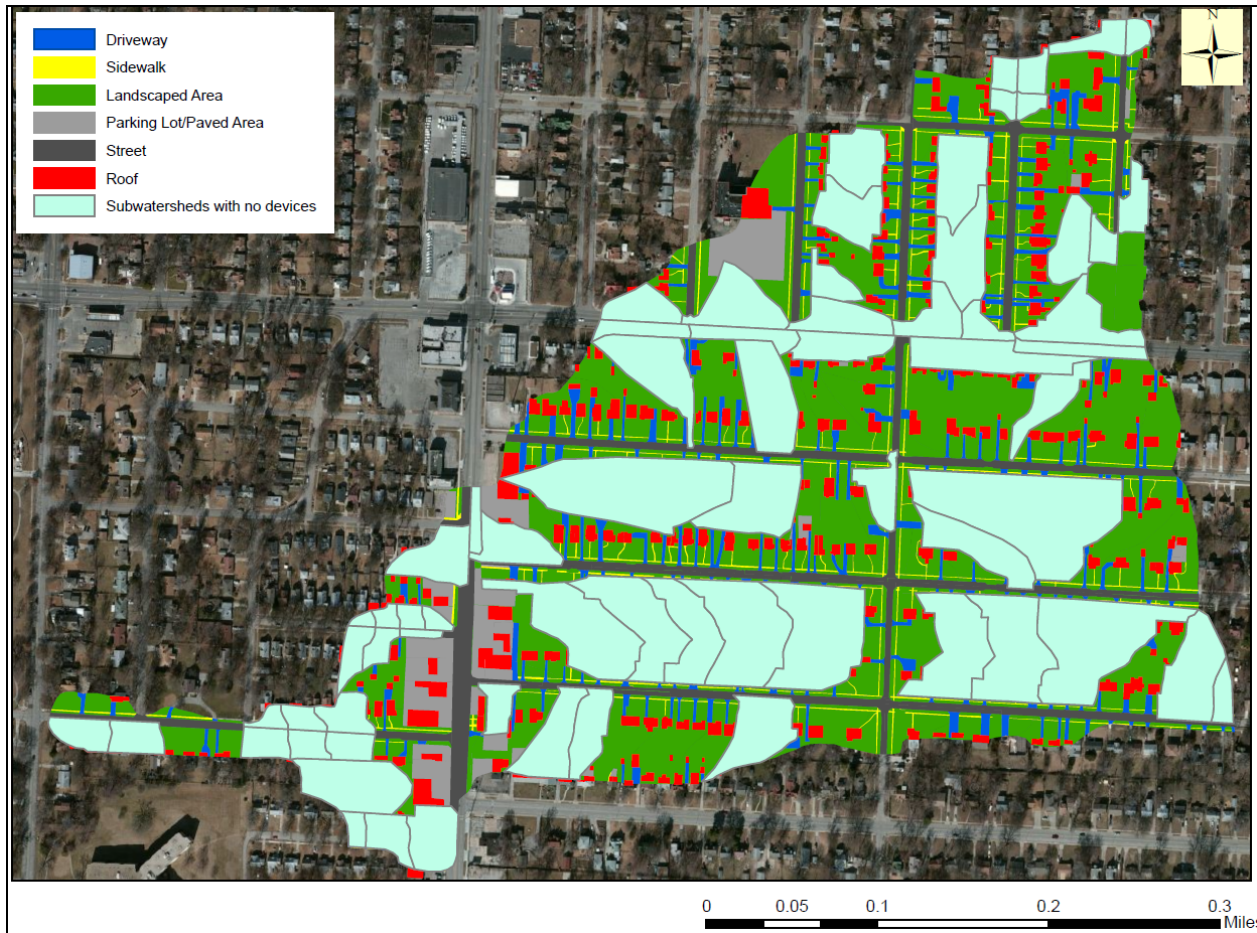 N
Driveway
Sidewalk
Landscaped Area
Parking Lot/Paved Area
Street
Roof
Subwatersheds with no devices
0 0.05 0.1 0.2 0.3
Miles